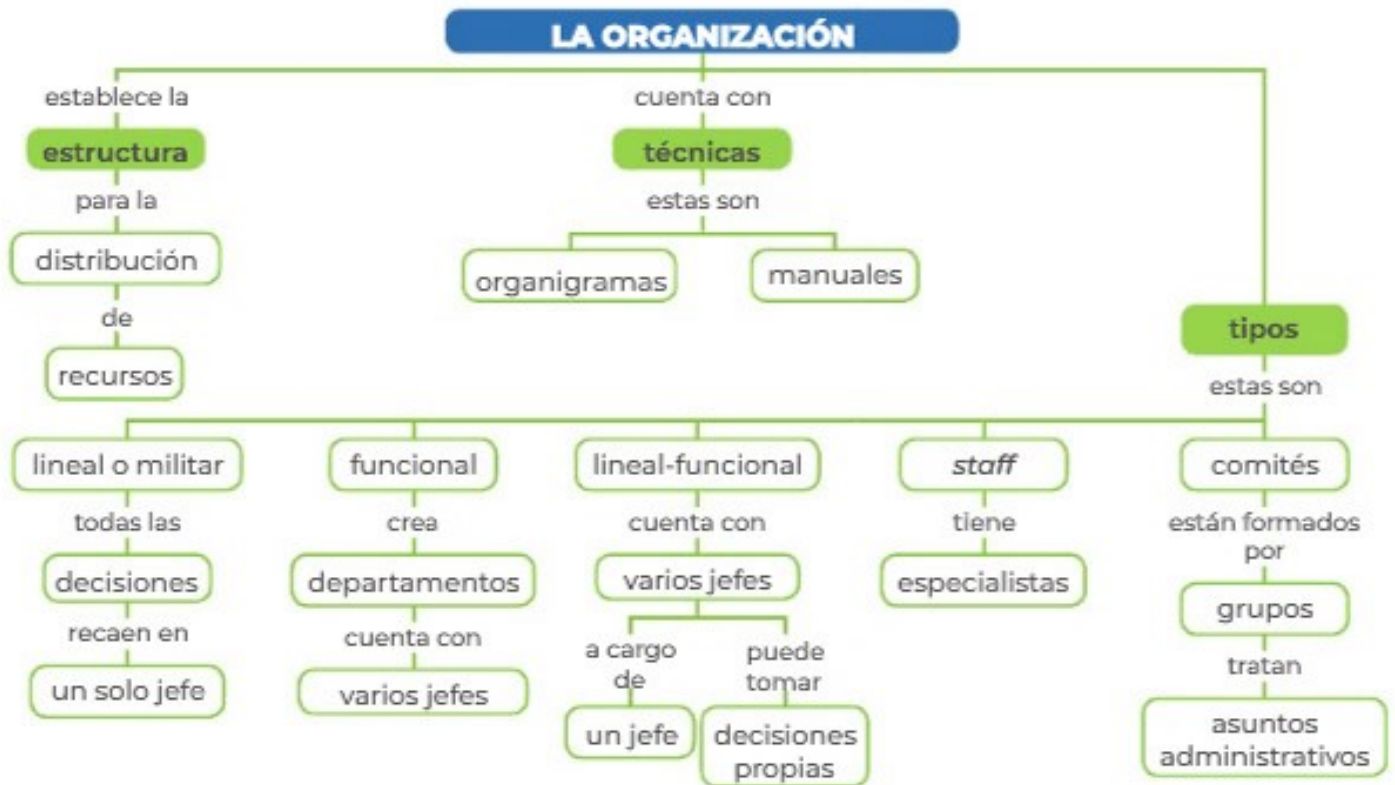 LA ORGANIZACIÓN
establece la
estructura
para la
distribución
de
recursos
cuenta con
técnicas
estas son
organigramas
manuales
tipos
estas son
lineal o militar
todas las
decisiones
recaen en
un solo jefe
funcional
crea
departamentos
cuenta con
varios jefes
lineal-funcional
cuenta con
varios jefes
a cargo
de
un jefe
puede
tomar
decisiones
propias
staff
tiene
especialistas
comités
están formados
por
grupos
tratan
asuntos
administrativos